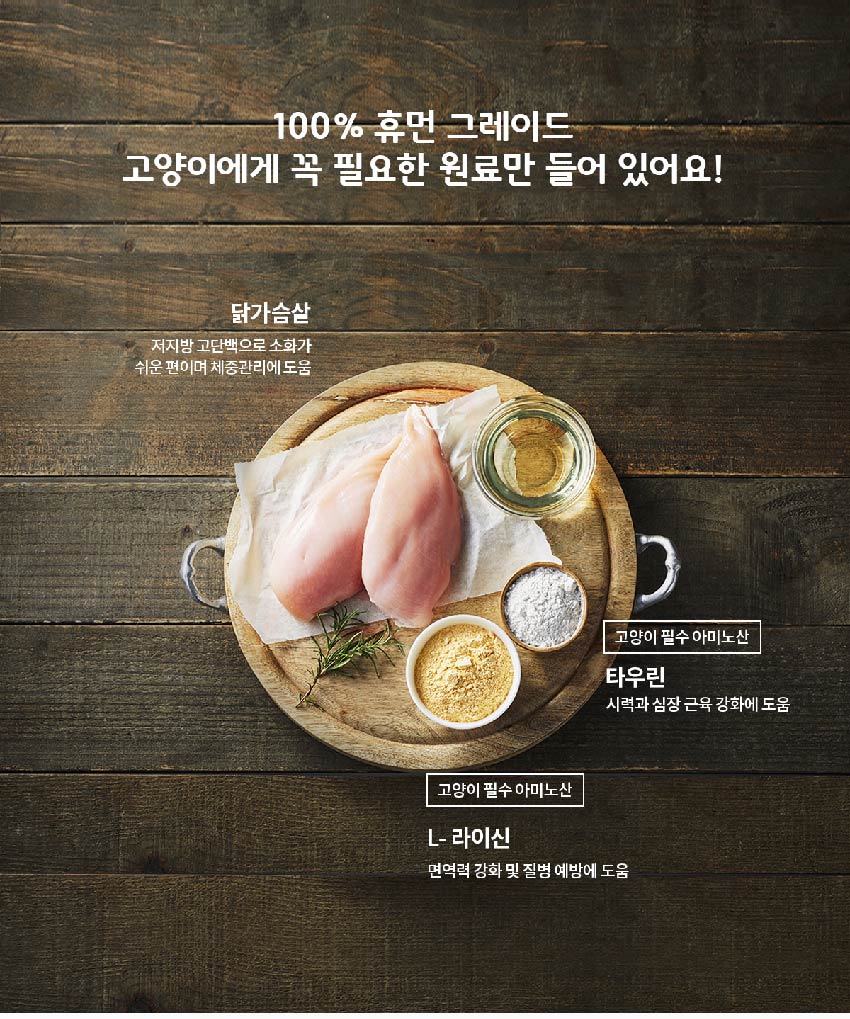 100% 휴먼 그레이드
고양이에게 꼭 필요한 원료만 들어 있어요!
닭가슴살
저지방 고단백으로 소화가
쉬운 편이며 체중관리에 도움
고양이 필수 아미노산
타우린
시력과 심장 근육 강화에 도움
고양이 필수 아미노산
L- 라이신
면역력 강화 및 질병 예방에 도움